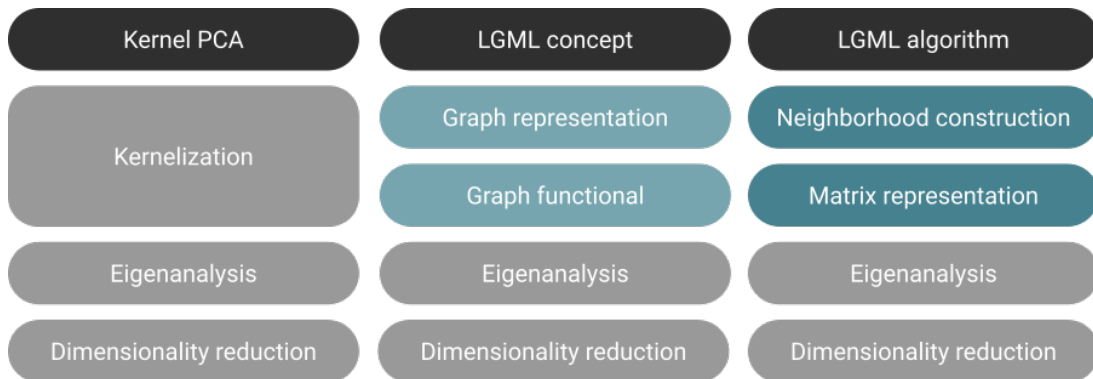 Kernel PCA
LGML concept
LGML algorithm
Kernelization
Graph representation
Neighborhood construction
Graph functional
Matrix representation
Eigenanalysis
Eigenanalysis
Eigenanalysis
Dimensionality reduction
Dimensionality reduction
Dimensionality reduction